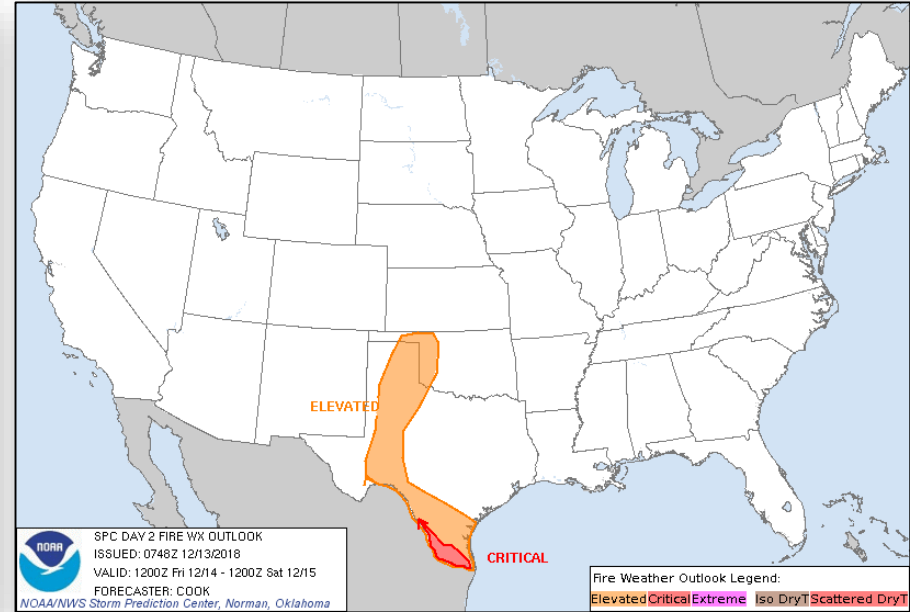 ELEVATED
CRITICAL
NOAA
SPC DAY 2 FIRE WX OUTLOOK
ISSUED: 0748Z 12/13/2018
VALID: 1200Z Fri 12/14 - 1200Z Sat 12/15
FORECASTER: COOK
NOAA/NWS Storm Prediction Center, Norman, Oklahoma
Fire Weather Outlook Legend:
Elevated Critical Extreme Iso DryT Scattered DryT